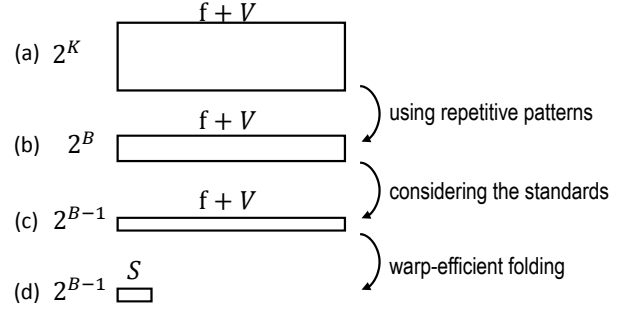 f + V
(a) 2^K
using repetitive patterns
f + V
(b) 2^B
considering the standards
f + V
(c) 2^{B−1}
warp-efficient folding
S
(d) 2^{B−1}